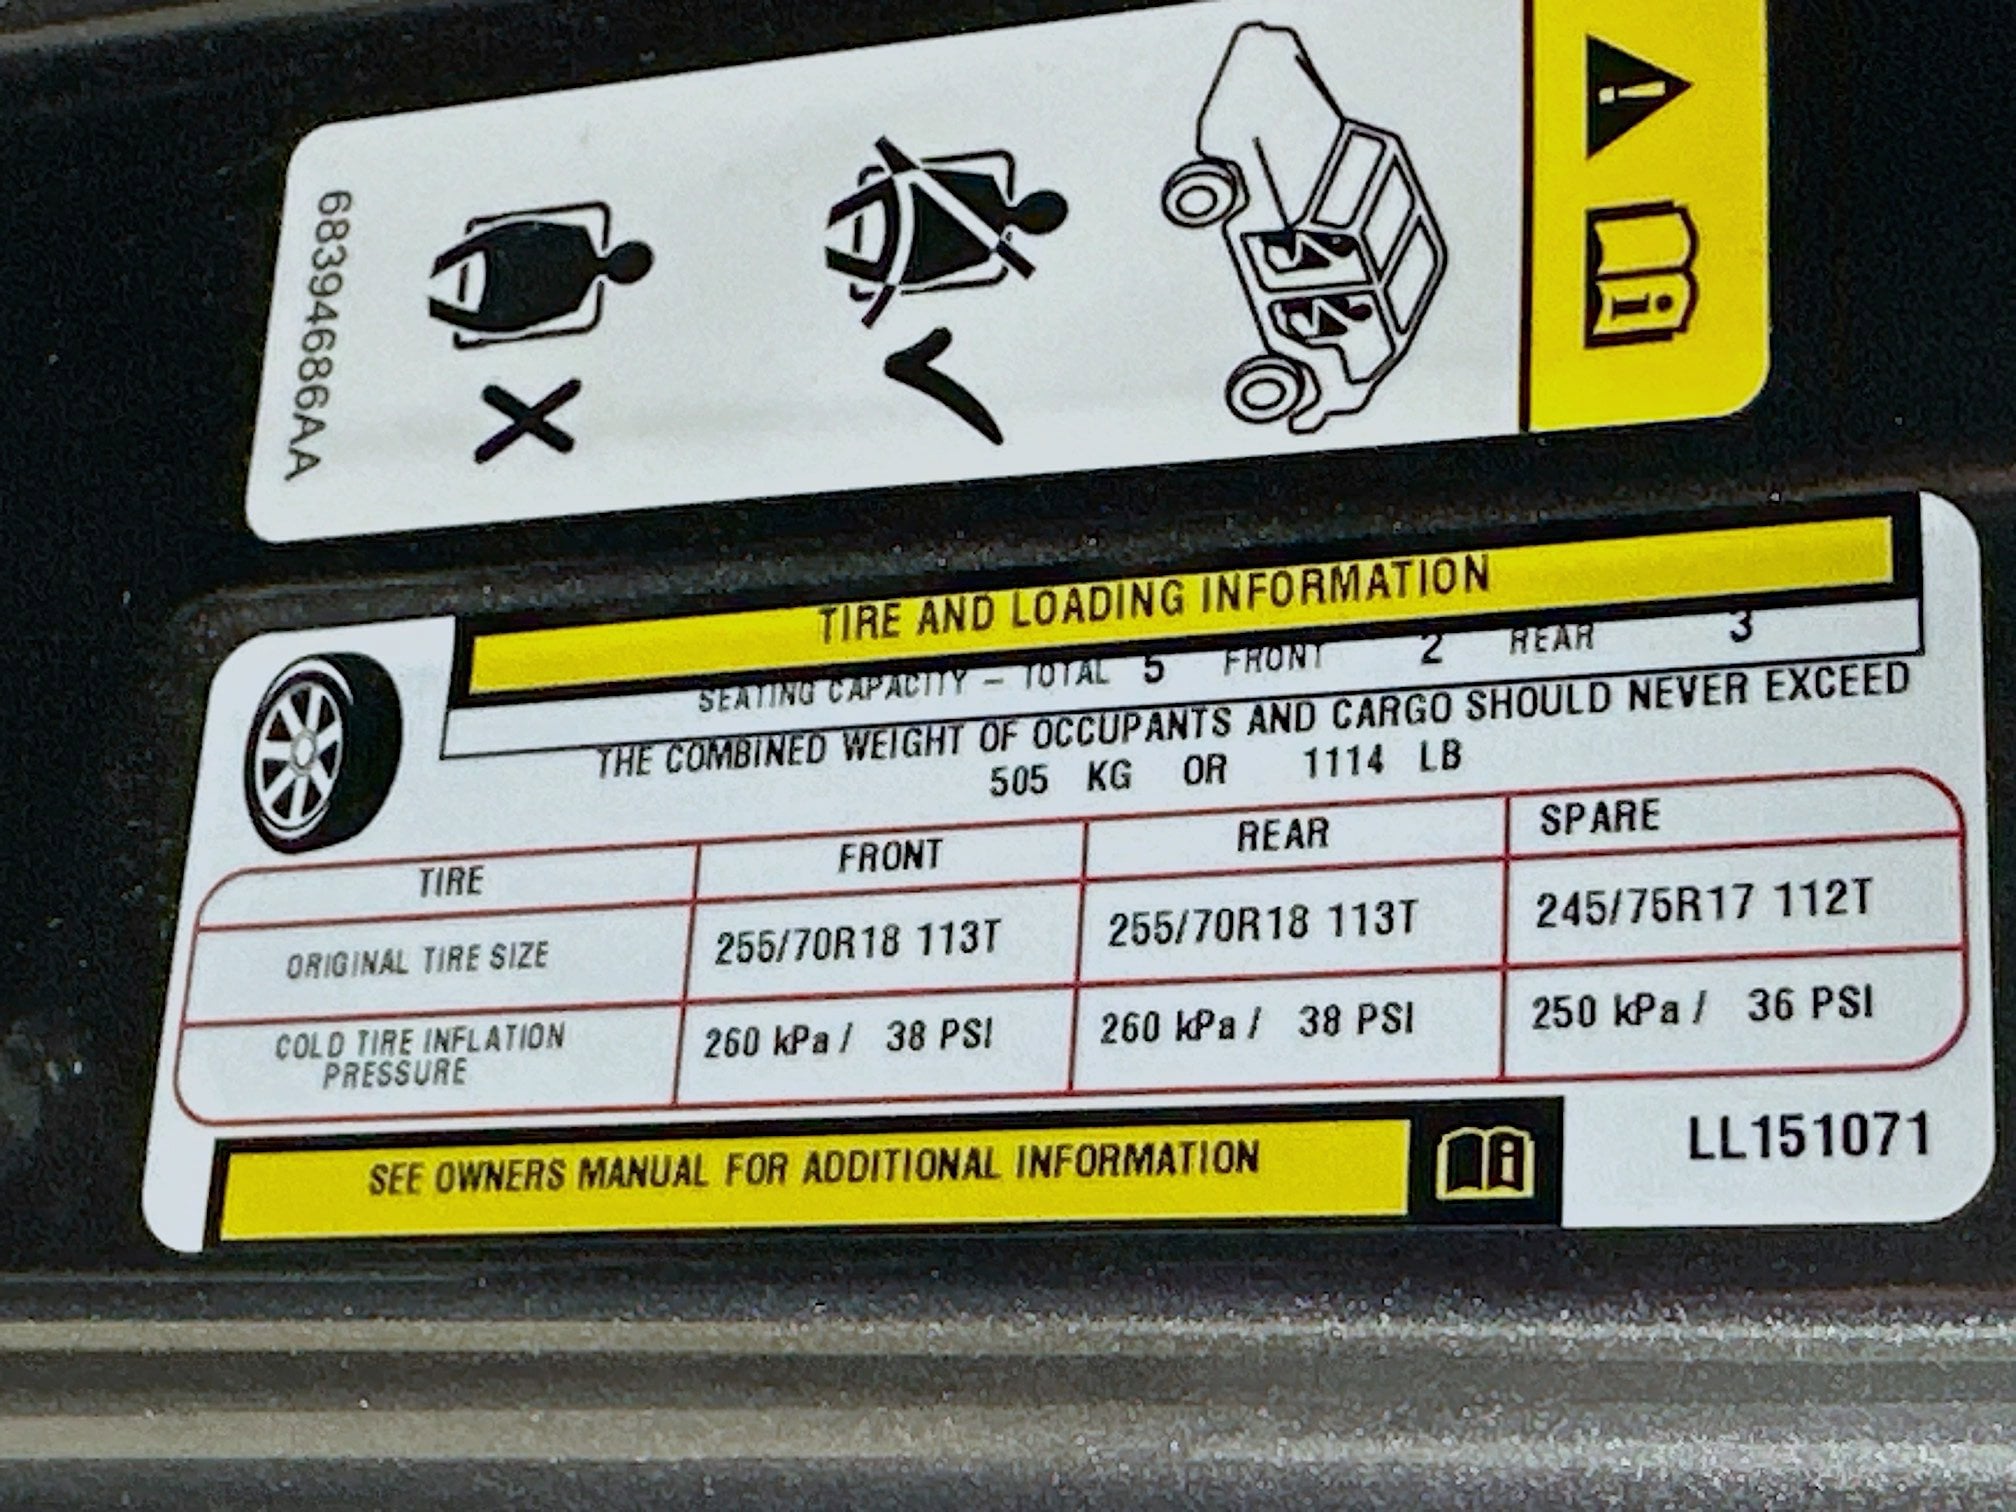 68394686AA
TIRE AND LOADING INFORMATION
SEATING CAPACITY – TOTAL 5 FRONT 2 REAR 3
THE COMBINED WEIGHT OF OCCUPANTS AND CARGO SHOULD NEVER EXCEED
505 KG OR 1114 LB
TIRE FRONT REAR SPARE
ORIGINAL TIRE SIZE 255/70R18 113T 255/70R18 113T 245/75R17 112T
COLD TIRE INFLATION
PRESSURE 260 kPa / 38 PSI 260 kPa / 38 PSI 250 kPa / 36 PSI
SEE OWNERS MANUAL FOR ADDITIONAL INFORMATION
LL151071